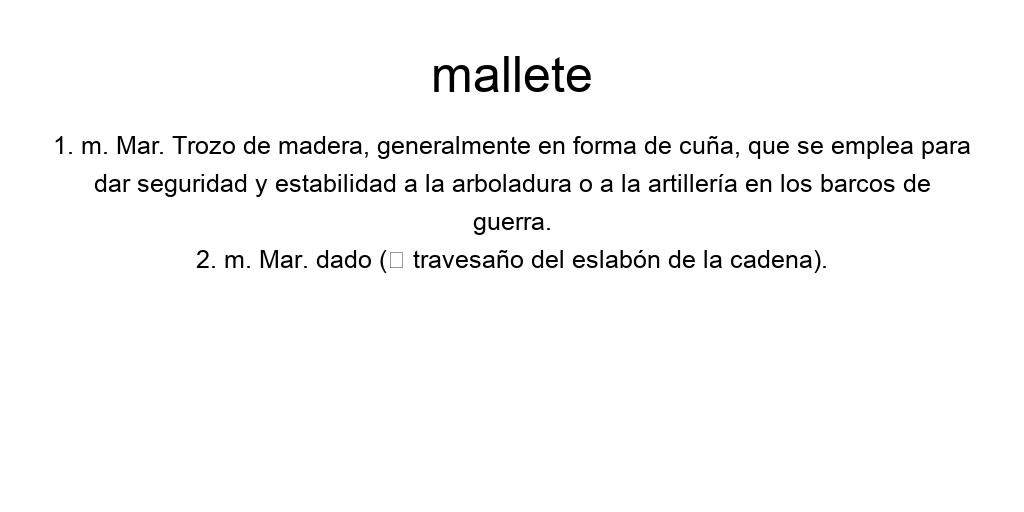 mallete
1. m. Mar. Trozo de madera, generalmente en forma de cuña, que se emplea para
dar seguridad y estabilidad a la arboladura o a la artillería en los barcos de
guerra.
2. m. Mar. dado (□ travesaño del eslabón de la cadena).